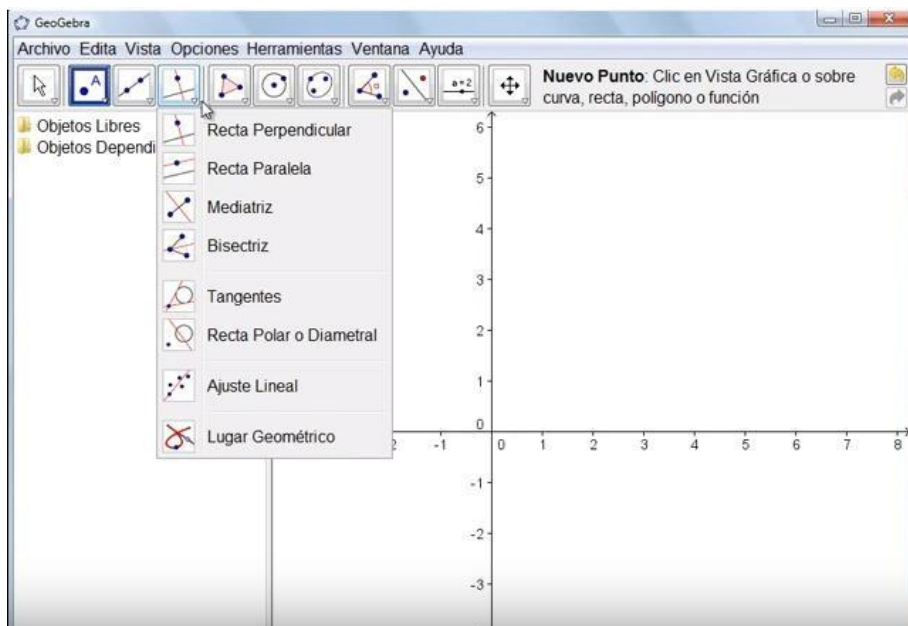 GeoGebra
Archivo Edita Vista Opciones Herramientas Ventana Ayuda
A
a=2
Nuevo Punto: Clic en Vista Gráfica o sobre
curva, recta, polígono o función
Objetos Libres
Objetos Dependi
Recta Perpendicular
Recta Paralela
Mediatriz
Bisectriz
Tangentes
Recta Polar o Diametral
Ajuste Lineal
Lugar Geométrico
6
5
4
3
2
1
0
2 -1 0 1 2 3 4 5 6 7 8
-1
-2
-3